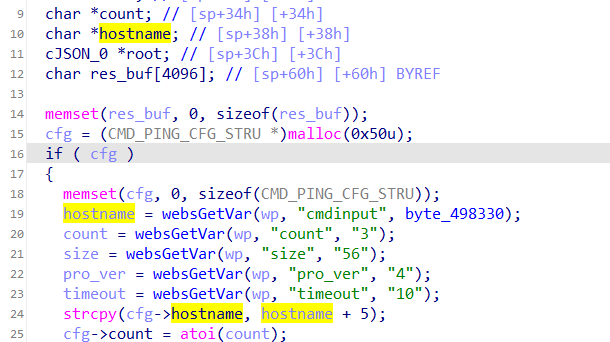 9 char *count; // [sp+34h] [+34h]
10 char *hostname; // [sp+38h] [+38h]
11 cJSON_0 *root; // [sp+3Ch] [+3Ch]
12 char res_buf[4096]; // [sp+60h] [+60h] BYREF
13
14 memset(res_buf, 0, sizeof(res_buf));
15 cfg = (CMD_PING_CFG_STRU *)malloc(0x50u);
16 if ( cfg )
17 {
18 memset(cfg, 0, sizeof(CMD_PING_CFG_STRU));
19 hostname = websGetVar(wp, "cmdinput", byte_498330);
20 count = websGetVar(wp, "count", "3");
21 size = websGetVar(wp, "size", "56");
22 pro_ver = websGetVar(wp, "pro_ver", "4");
23 timeout = websGetVar(wp, "timeout", "10");
24 strcpy(cfg->hostname, hostname + 5);
25 cfg->count = atoi(count);